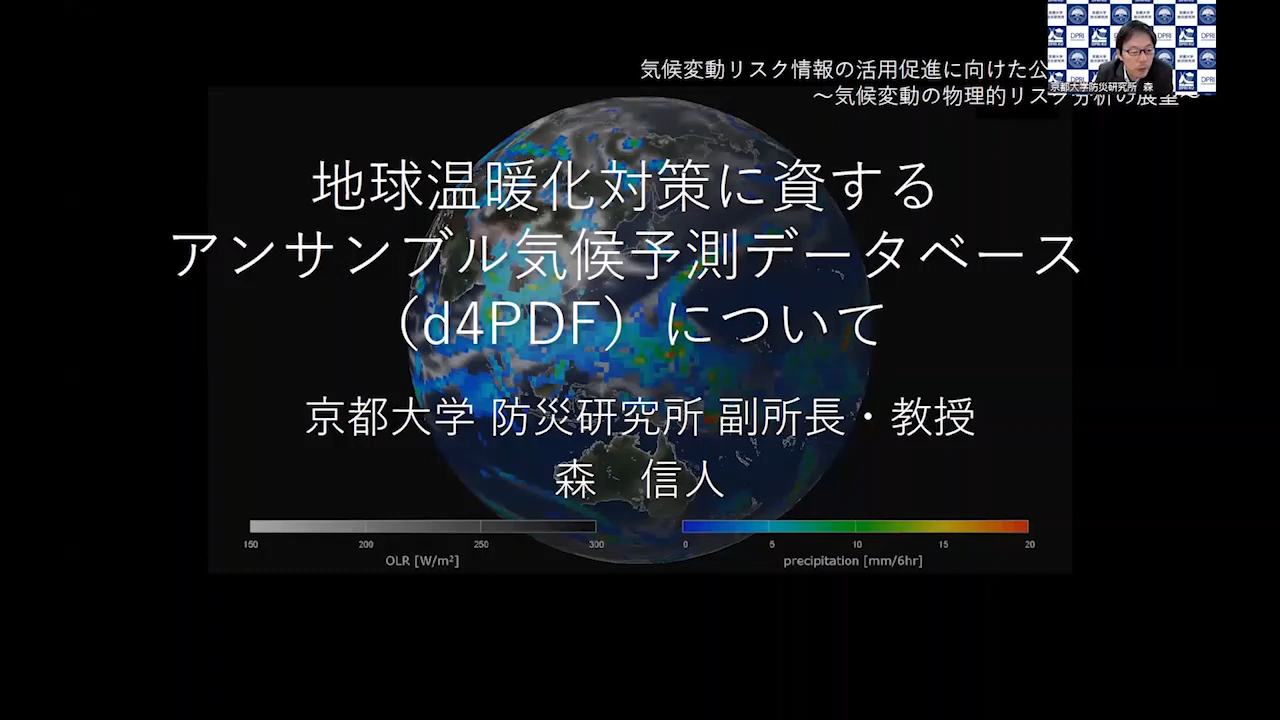 気候変動リスク情報の活用促進に向けた公
～気候変動の物理的リスク分析の展望～
京都大学防災研究所 森
DPRI
地球温暖化対策に資する
アンサンブル気候予測データベース
（d4PDF）について
京都大学 防災研究所 副所長・教授
森 信人
150 200 250 300
OLR [W/m²]
0 5 10 15 20
precipitation [mm/6hr]